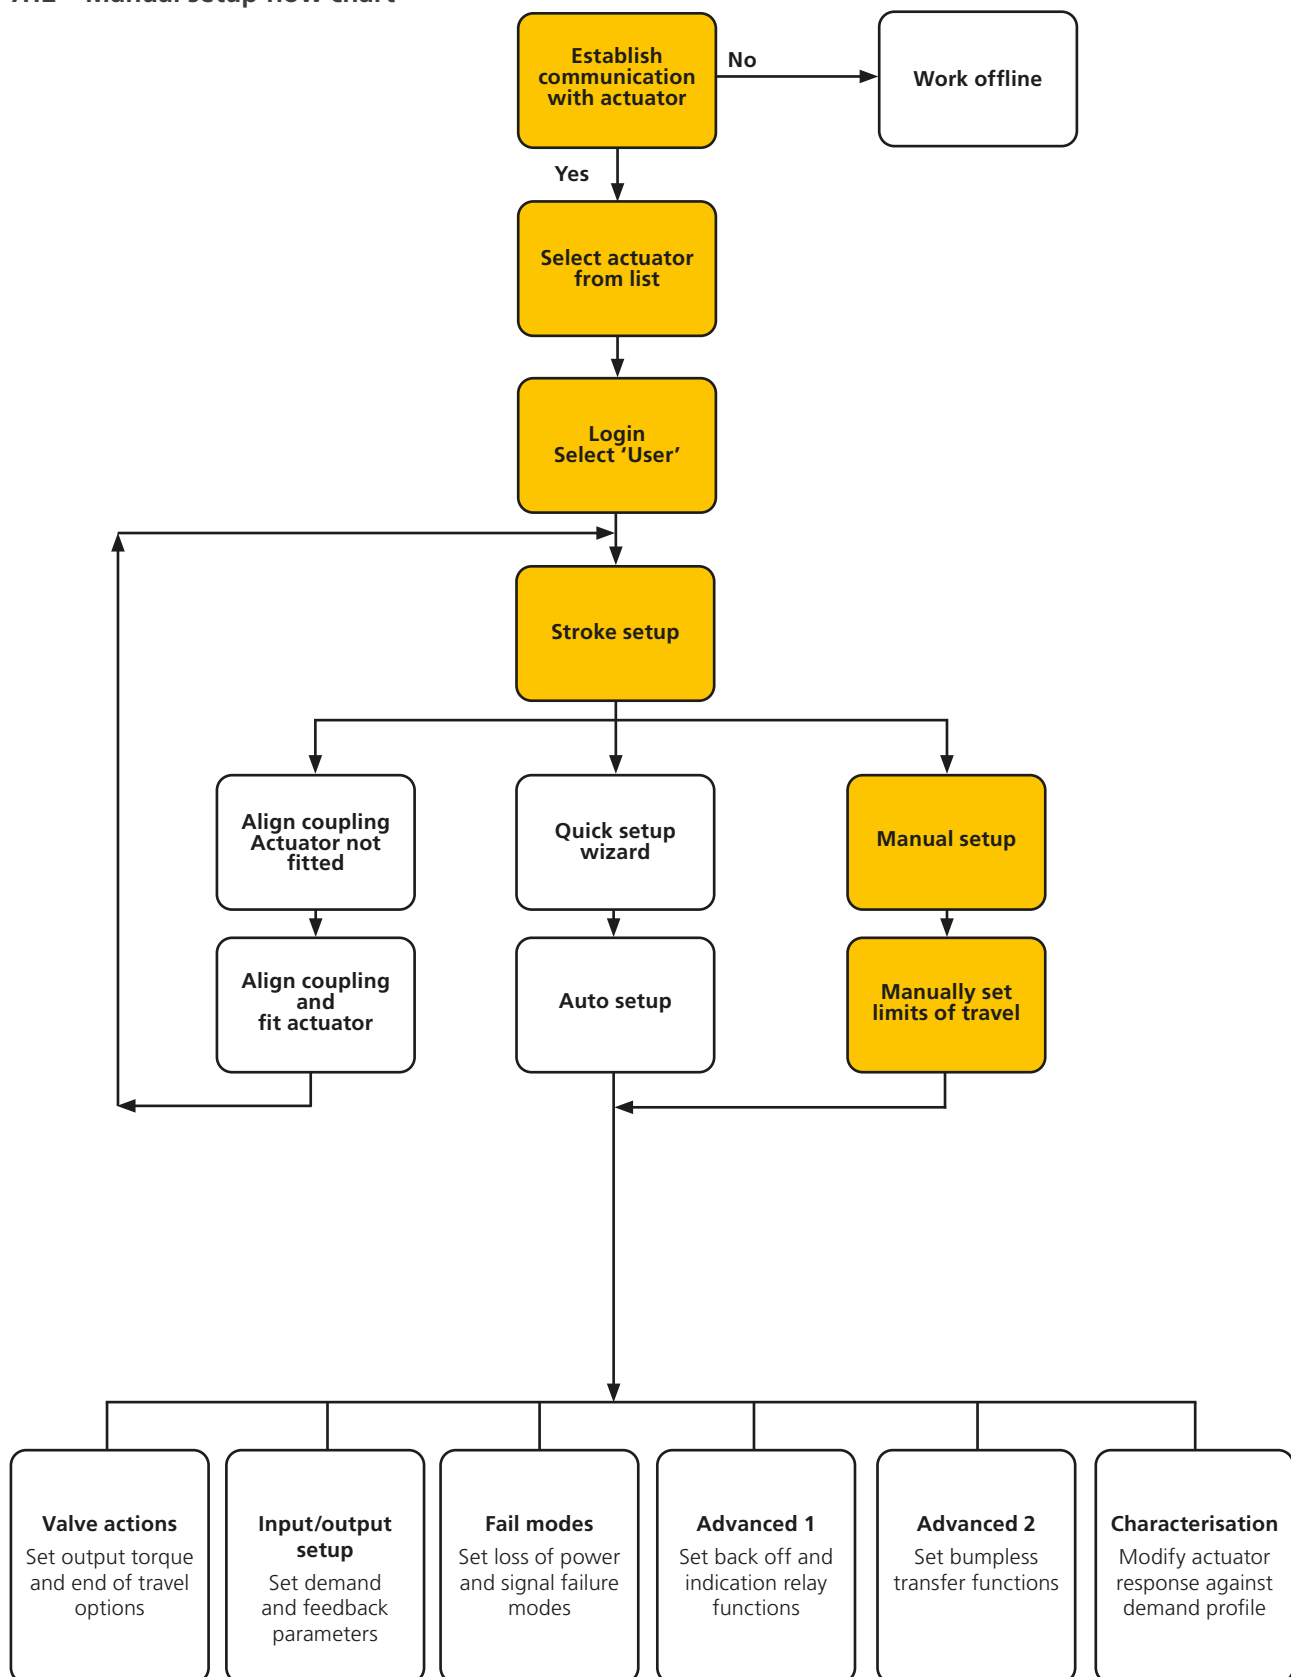 Manual setup flow chart
Establish
communication
with actuator
No
Work offline
Yes
Select actuator
from list
Login
Select ‘User’
Stroke setup
Align coupling
Actuator not
fitted
Quick setup
wizard
Manual setup
Align coupling
and
fit actuator
Auto setup
Manually set
limits of travel
Valve actions
Set output torque
and end of travel
options
Input/output
setup
Set demand
and feedback
parameters
Fail modes
Set loss of power
and signal failure
modes
Advanced 1
Set back off and
indication relay
functions
Advanced 2
Set bumpless
transfer functions
Characterisation
Modify actuator
response against
demand profile